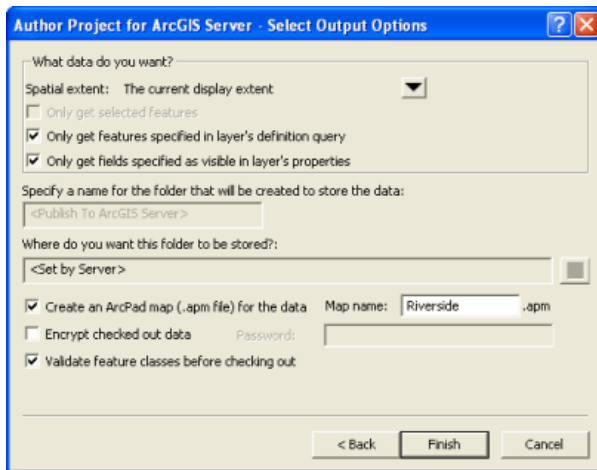 Author Project for ArcGIS Server - Select Output Options
What data do you want?
Spatial extent: The current display extent
Only get selected features
Only get features specified in layer's definition query
Only get fields specified as visible in layer's properties
Specify a name for the folder that will be created to store the data:
<Publish To ArcGIS Server>
Where do you want this folder to be stored?:
<Set by Server>
Create an ArcPad map (.apm file) for the data Map name: Riverside .apm
Encrypt checked out data Password:
Validate feature classes before checking out
< Back Finish Cancel